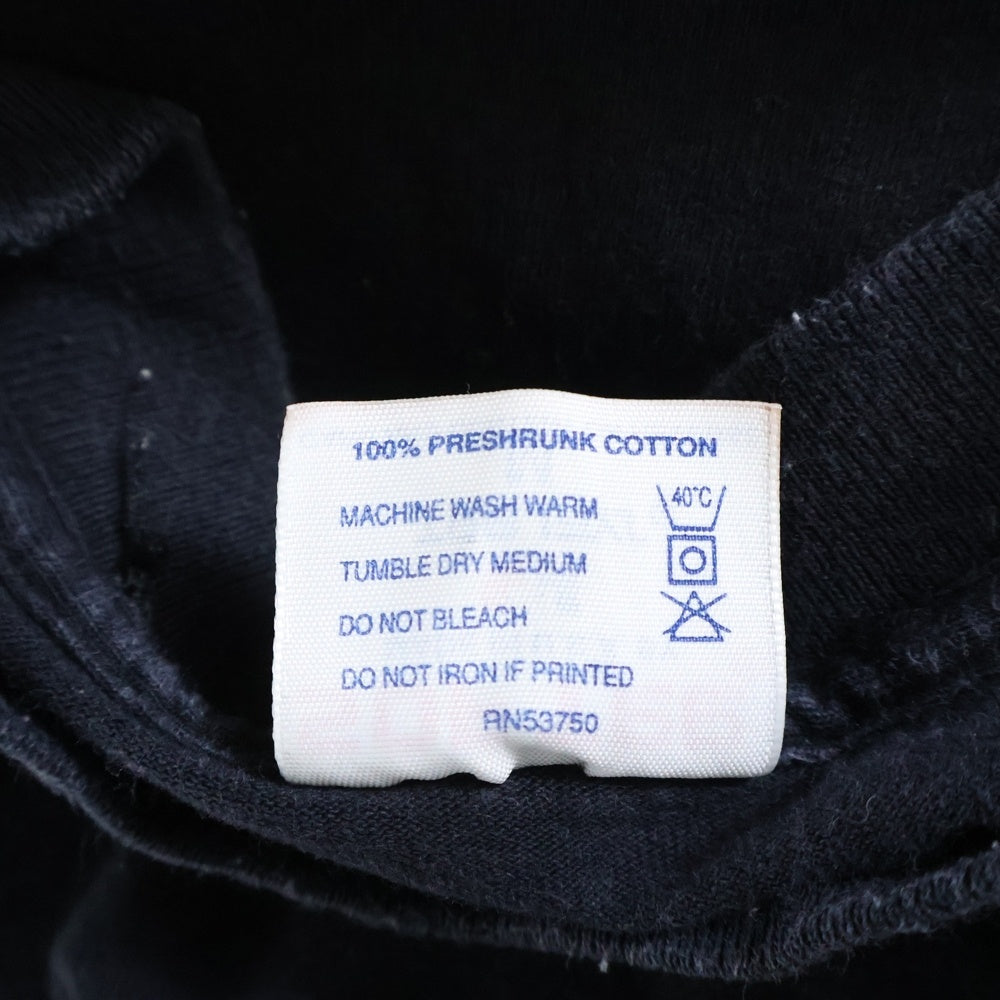 100% PRESHRUNK COTTON
MACHINE WASH WARM
40°C
TUMBLE DRY MEDIUM
DO NOT BLEACH
DO NOT IRON IF PRINTED
RN53750